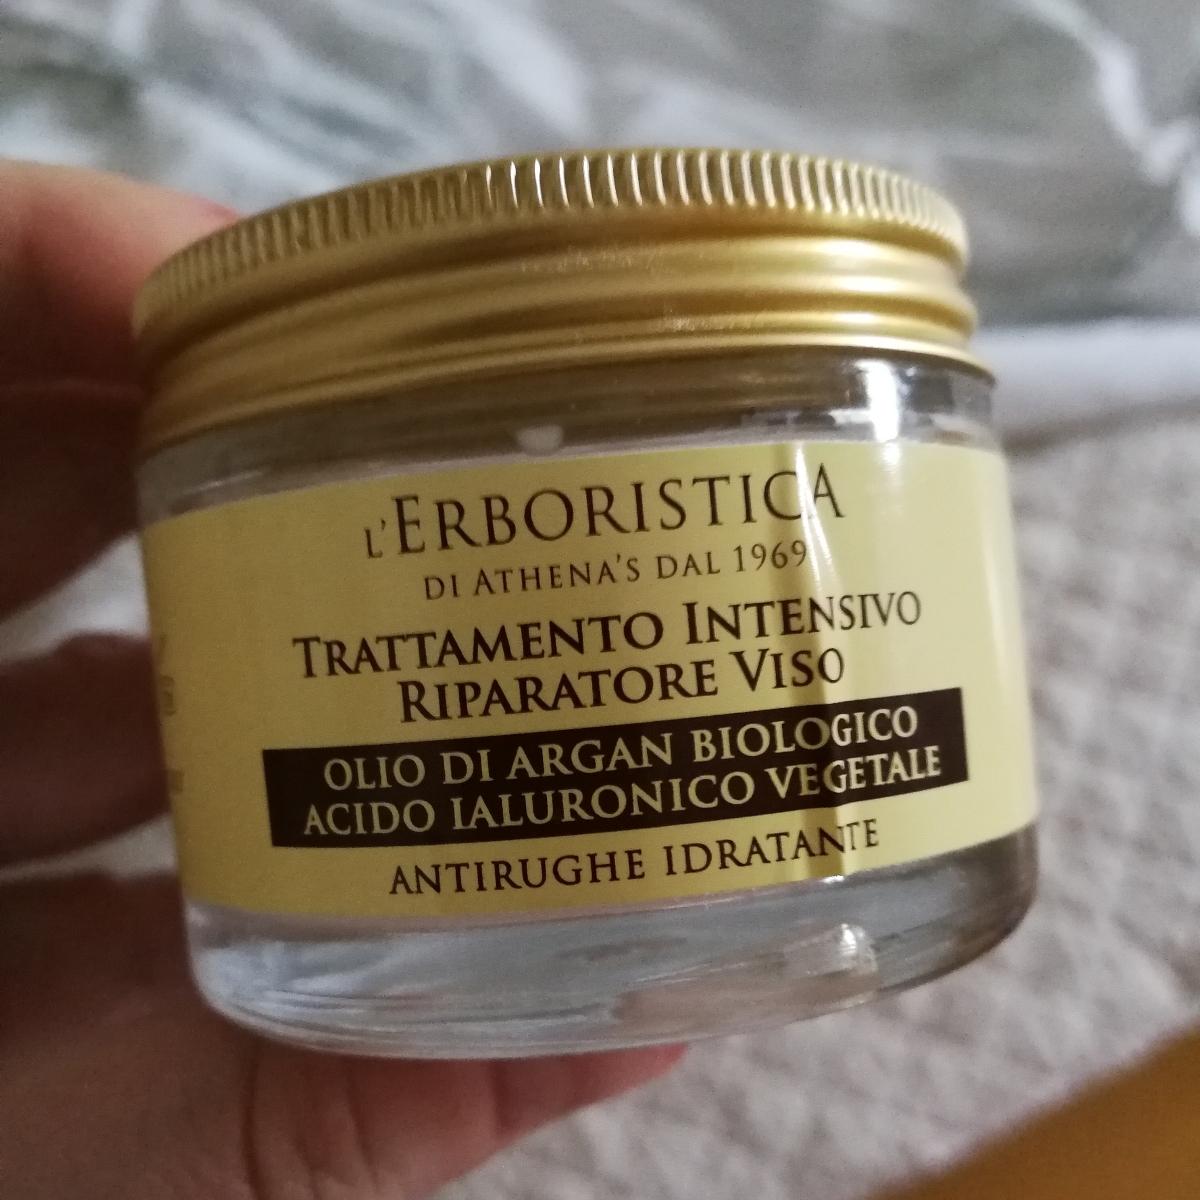 L'ERBORISTICA
DI ATHENA'S DAL 1969
TRATTAMENTO INTENSIVO
RIPARATORE VISO
OLIO DI ARGAN BIOLOGICO
ACIDO IALURONICO VEGETALE
ANTIRUGHE IDRATANTE